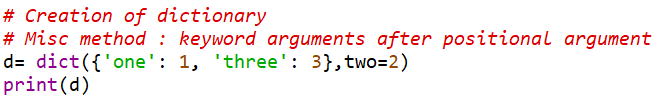 # Creation of dictionary
# Misc method : keyword arguments after positional argument
d= dict({'one': 1, 'three': 3},two=2)
print(d)